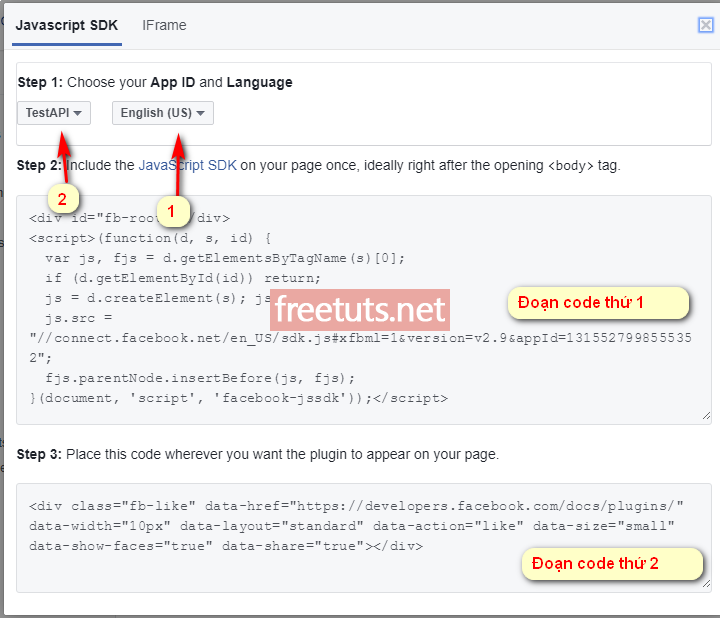 Javascript SDK IFrame
Step 1: Choose your App ID and Language
TestAPI English (US)
Step 2: Include the JavaScript SDK on your page once, ideally right after the opening <body> tag.
2
1
<div id="fb-roo /div>
<script>(function(d, s, id) {
var js, fjs = d.getElementsByTagName(s)[0];
if (d.getElementById(id)) return;
js = d.createElement(s); js
freetuts.net
Đoạn code thứ 1
js.src =
"//connect.facebook.net/en_US/sdk.js#xfbml=1&version=v2.9&appId=131552799855535
2";
fjs.parentNode.insertBefore(js, fjs);
}(document, 'script', 'facebook-jssdk'));</script>
Step 3: Place this code wherever you want the plugin to appear on your page.
<div class="fb-like" data-href="https://developers.facebook.com/docs/plugins/"
data-width="10px" data-layout="standard" data-action="like" data-size="small"
data-show-faces="true" data-share="true"></div>
Đoạn code thứ 2